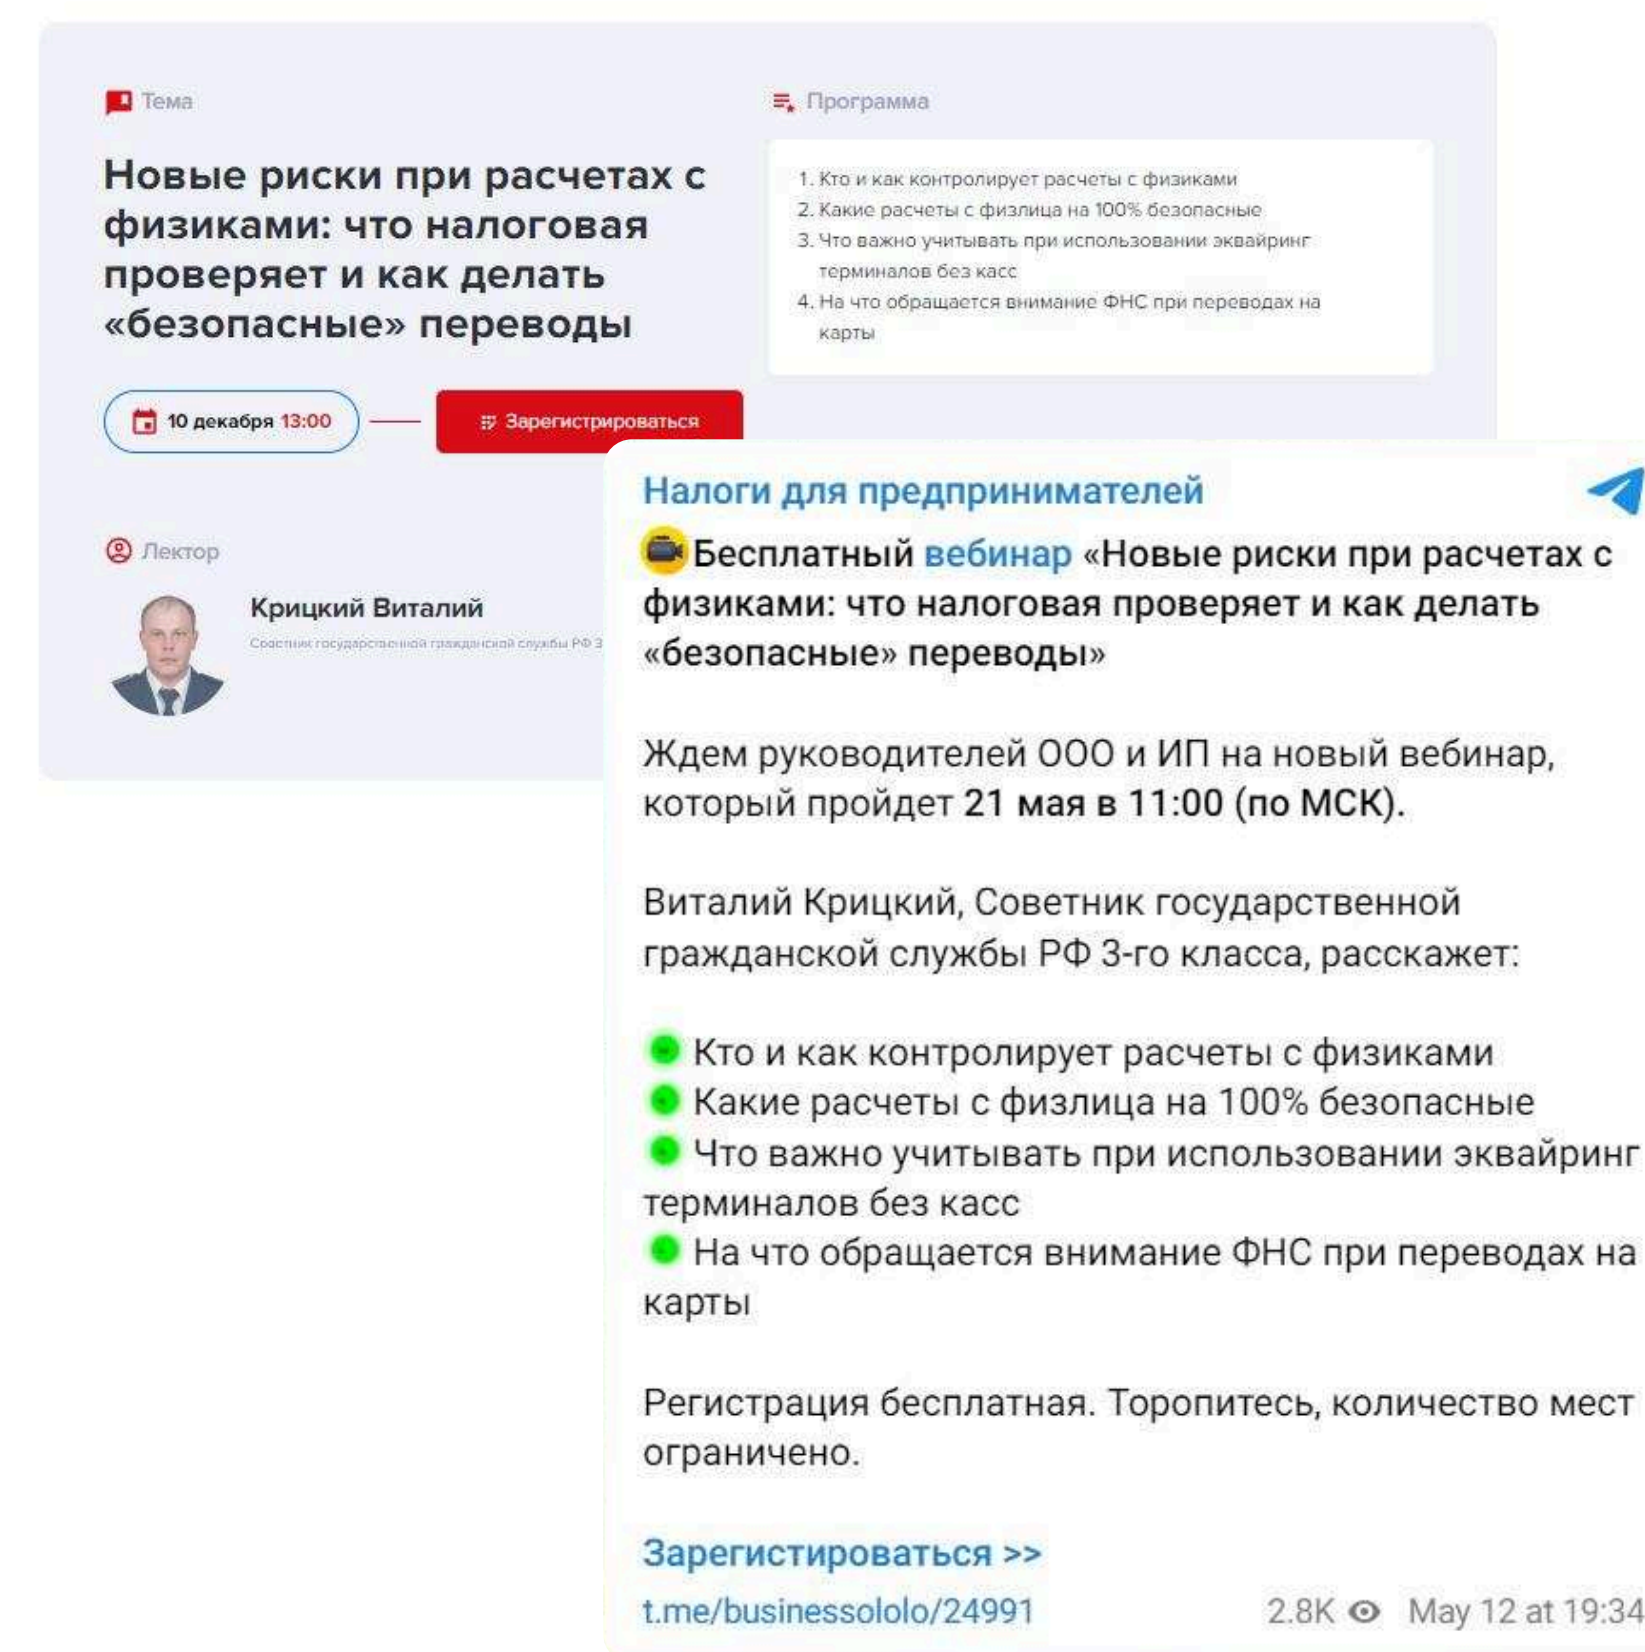 Тема
Новые риски при расчетах с
физиками: что налоговая
проверяет и как делать
«безопасные» переводы
10 декабря 13:00
Зарегистрироваться
Программа
1. Кто и как контролирует расчеты с физиками
2. Какие расчеты с физлица на 100% безопасные
3. Что важно учитывать при использовании эквайринг
терминалов без касс
4. На что обращается внимание ФНС при переводах на
карты
Лектор
Крицкий Виталий
Советник государственной гражданской службы РФ 3
Налоги для предпринимателей
Бесплатный вебинар «Новые риски при расчетах с
физиками: что налоговая проверяет и как делать
«безопасные» переводы»
Ждем руководителей ООО и ИП на новый вебинар,
который пройдет 21 мая в 11:00 (по МСК).
Виталий Крицкий, Советник государственной
гражданской службы РФ 3-го класса, расскажет:
Кто и как контролирует расчеты с физиками
Какие расчеты с физлица на 100% безопасные
Что важно учитывать при использовании эквайринг
терминалов без касс
На что обращается внимание ФНС при переводах на
карты
Регистрация бесплатная. Торопитесь, количество мест
ограничено.
Зарегистироваться >>
t.me/businessololo/24991
2.8K May 12 at 19:34